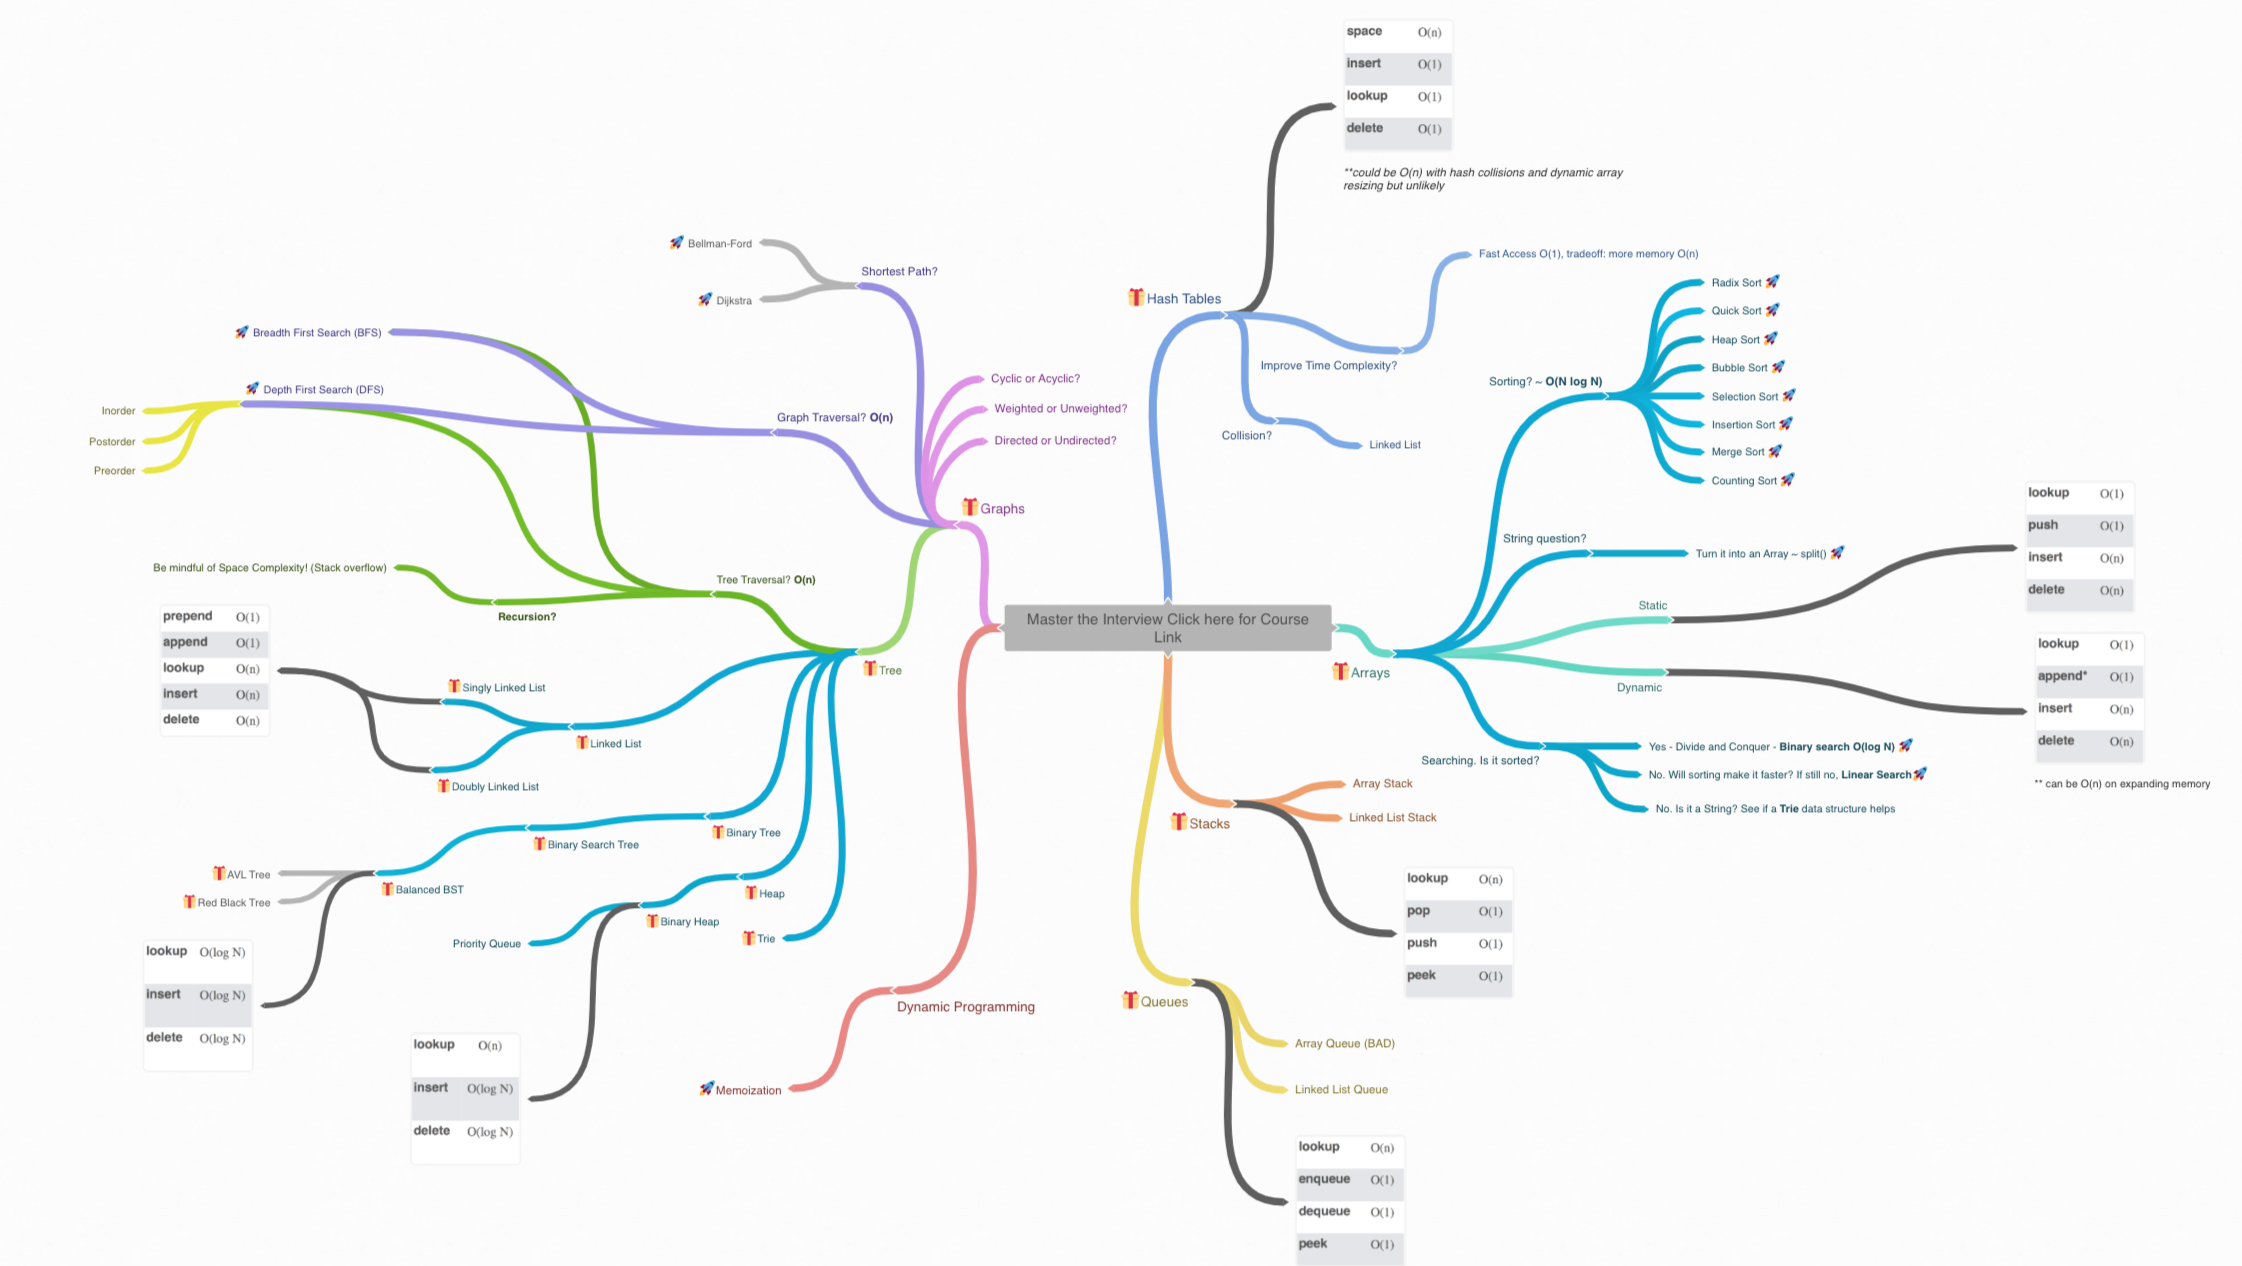 space O(n)
insert O(1)
lookup O(1)
delete O(1)
**could be O(n) with hash collisions and dynamic array
resizing but unlikely
Hash Tables
Fast Access O(1), tradeoff: more memory O(n)
Improve Time Complexity?
Collision?
Linked List
Sorting? ~ O(N log N)
Radix Sort
Quick Sort
Heap Sort
Bubble Sort
Selection Sort
Insertion Sort
Merge Sort
Counting Sort
String question?
Turn it into an Array ~ split()
Static
lookup O(1)
push O(1)
insert O(n)
delete O(n)
Dynamic
lookup O(1)
append* O(1)
insert O(n)
delete O(n)
** can be O(n) on expanding memory
Arrays
Searching. Is it sorted?
Yes - Divide and Conquer - Binary search O(log N)
No. Will sorting make it faster? If still no, Linear Search
No. Is it a String? See if a Trie data structure helps
Master the Interview Click here for Course
Link
Bellman-Ford
Shortest Path?
Dijkstra
Breadth First Search (BFS)
Depth First Search (DFS)
Inorder
Postorder
Preorder
Graph Traversal? O(n)
Cyclic or Acyclic?
Weighted or Unweighted?
Directed or Undirected?
Graphs
Be mindful of Space Complexity! (Stack overflow)
Recursion?
Tree Traversal? O(n)
Tree
prepend O(1)
append O(1)
lookup O(n)
insert O(n)
delete O(n)
Singly Linked List
Linked List
Doubly Linked List
Binary Tree
Binary Search Tree
Balanced BST
AVL Tree
Red Black Tree
lookup O(log N)
insert O(log N)
delete O(log N)
Heap
Binary Heap
Priority Queue
Trie
lookup O(n)
insert O(log N)
delete O(log N)
Dynamic Programming
Memoization
Stacks
Array Stack
Linked List Stack
lookup O(n)
pop O(1)
push O(1)
peek O(1)
Queues
Array Queue (BAD)
Linked List Queue
lookup O(n)
enqueue O(1)
dequeue O(1)
peek O(1)